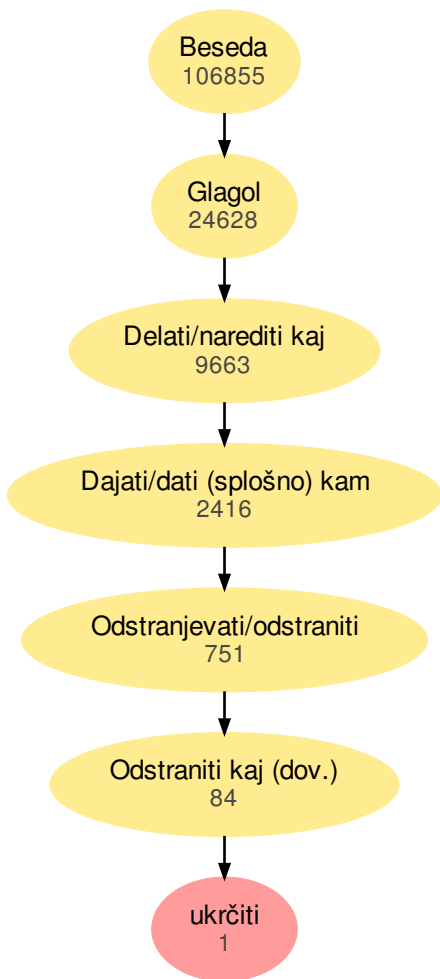 Beseda
106855
Glagol
24628
Delati/narediti kaj
9663
Dajati/dati (splošno) kam
2416
Odstranjevati/odstraniti
751
Odstraniti kaj (dov.)
84
ukrčiti
1